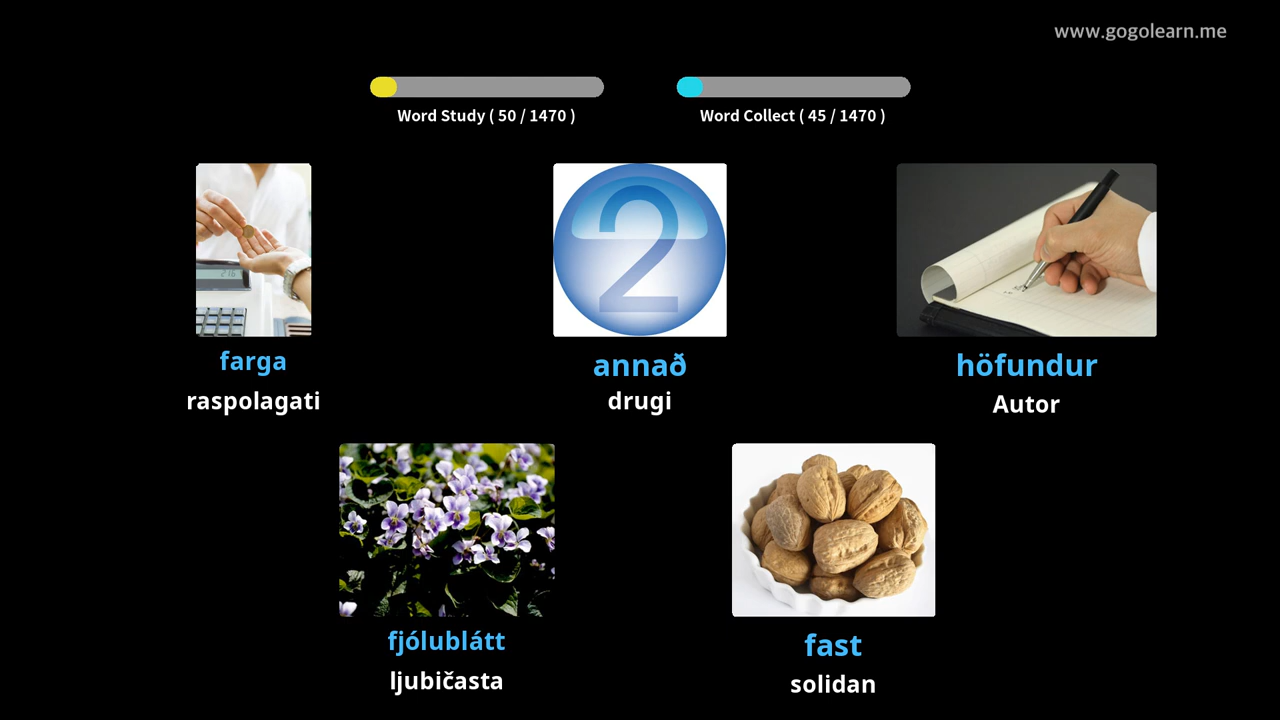 www.gogolearn.me
Word Study ( 50 / 1470 )
Word Collect ( 45 / 1470 )
2
farga
annað
höfundur
raspolagati
drugi
Autor
fjólublátt
fast
ljubičasta
solidan